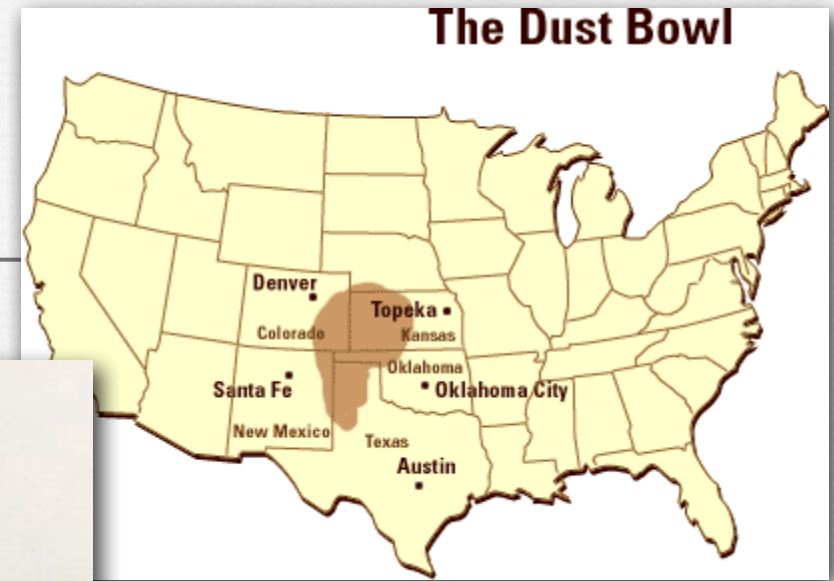 The Dust Bowl
Denver
Topeka
Colorado
Kansas
Oklahoma
Santa Fe
Oklahoma City
New Mexico
Texas
Austin